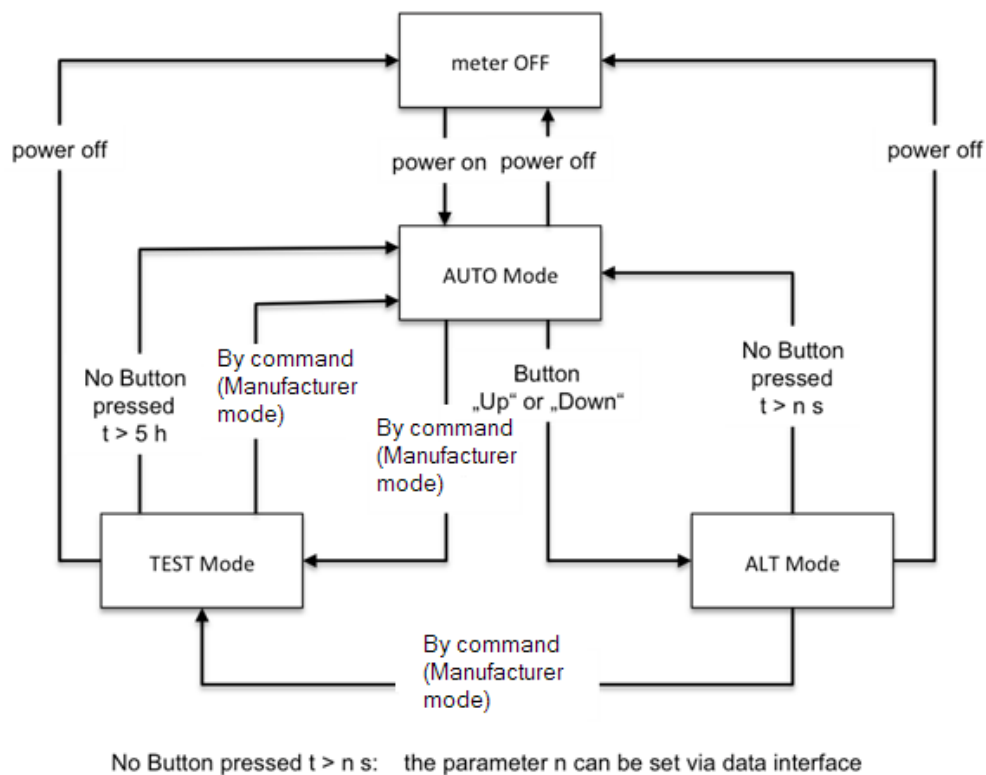 meter OFF
power off
power on
power off
power off
AUTO Mode
No Button
pressed
t > 5 h
By command
(Manufacturer
mode)
By command
(Manufacturer
mode)
Button
„Up“ or „Down“
No Button
pressed
t > n s
TEST Mode
ALT Mode
By command
(Manufacturer
mode)
No Button pressed t > n s: the parameter n can be set via data interface